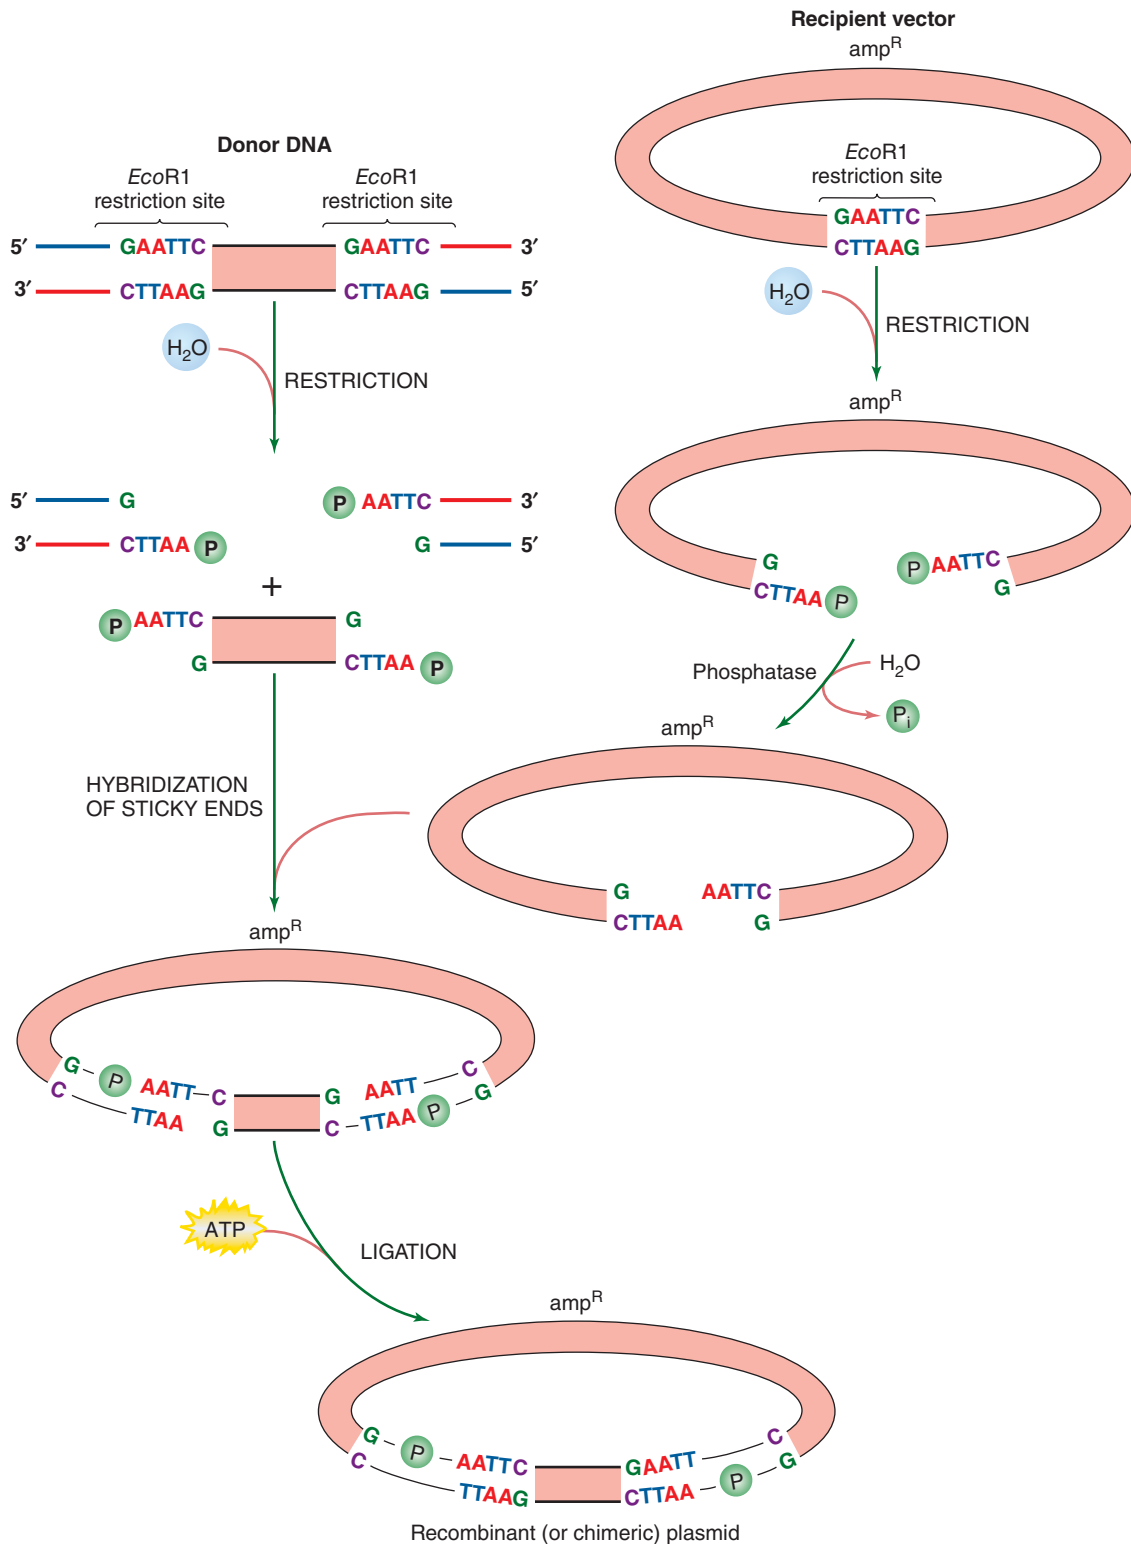 Recipient vector
ampR
EcoR1
restriction site
GAATTC
CTTAAG
H2O
RESTRICTION
Donor DNA
EcoR1
restriction site
EcoR1
restriction site
5′ GAATTC GAATTC 3′
3′ CTTAAG CTTAAG 5′
H2O
RESTRICTION
5′ G P AATTC 3′
3′ CTTAA P G 5′
+
P AATTC G
G CTTAA P
ampR
G P AATTC
CTTAA P G
Phosphatase
H2O
Pi
ampR
G AATTC
CTTAA G
HYBRIDIZATION
OF STICKY ENDS
ampR
G P AATT C G AATT C
C TTAA G C TTAA P G
ATP
LIGATION
ampR
G P AATTC GAATT C
C TTAAG CTTAA P G
Recombinant (or chimeric) plasmid